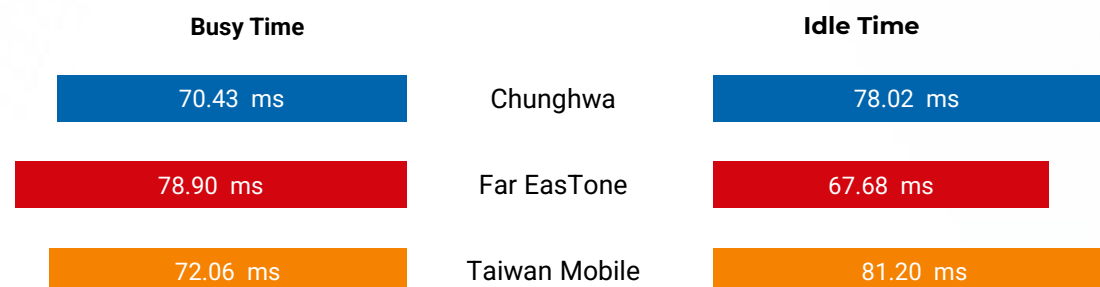 Busy Time Idle Time
70.43 ms Chunghwa 78.02 ms
78.90 ms Far EasTone 67.68 ms
72.06 ms Taiwan Mobile 81.20 ms